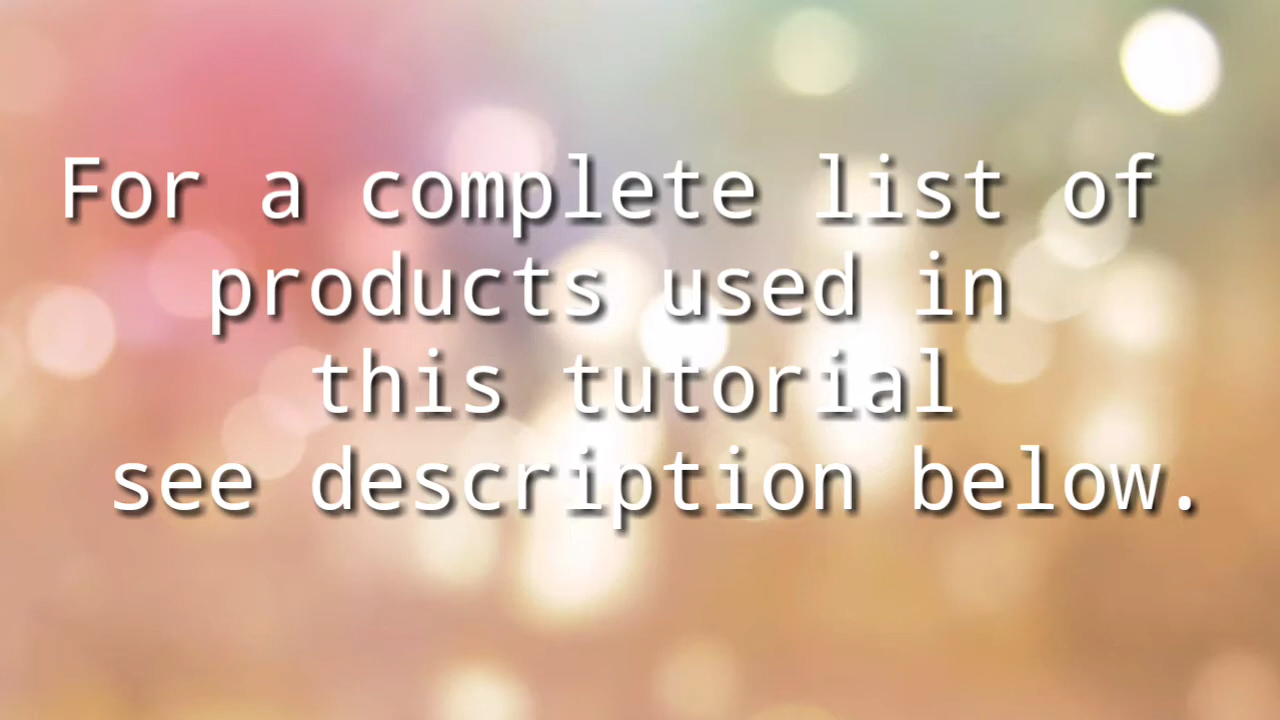 For a complete list of
products used in
this tutorial
see description below.